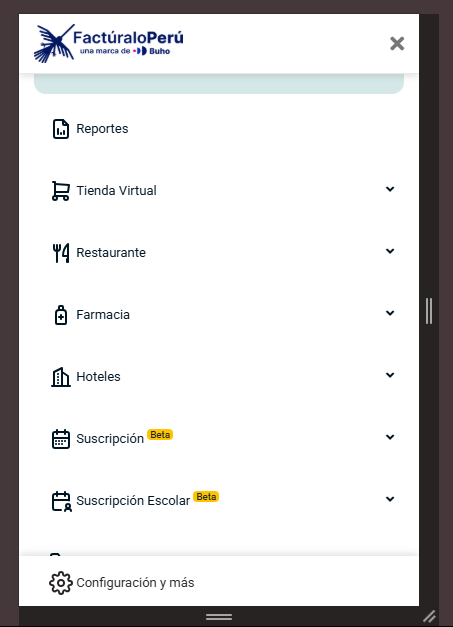 FactúraloPerú
una marca de Buho
Reportes
Tienda Virtual
Restaurante
Farmacia
Hoteles
Suscripción Beta
Suscripción Escolar Beta
Configuración y más